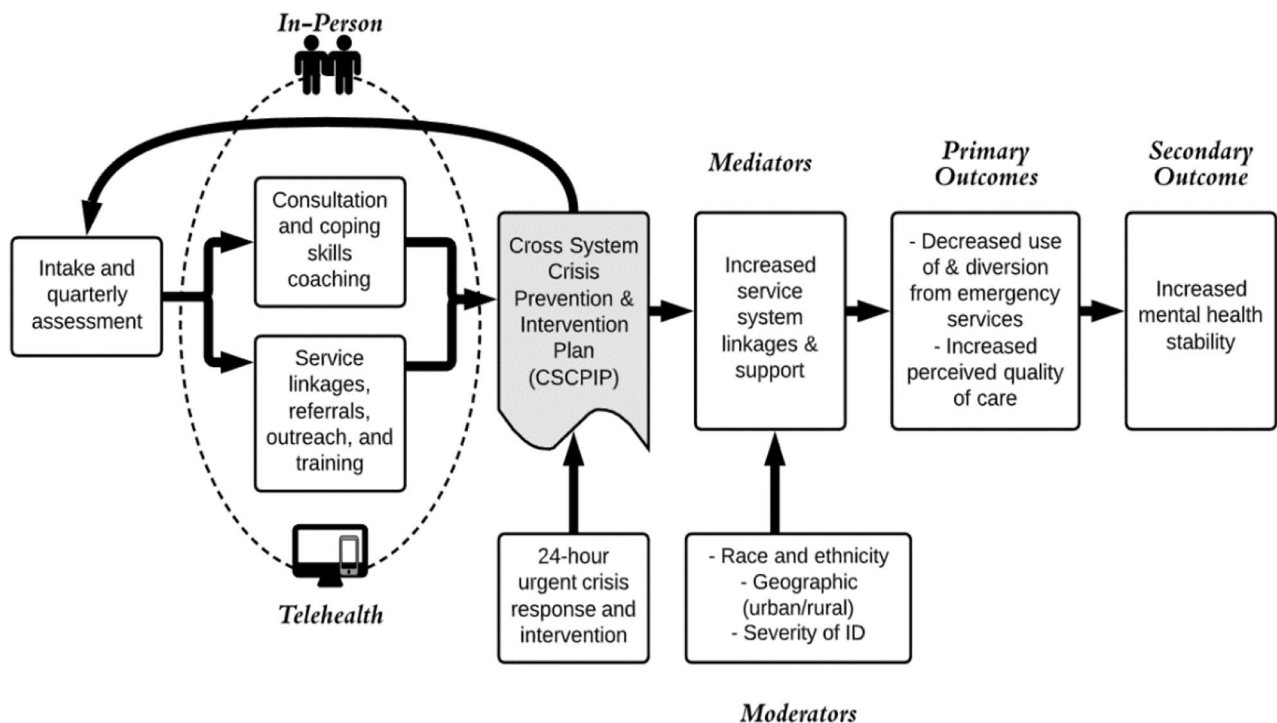 In-Person
Intake and
quarterly
assessment
Consultation
and coping
skills
coaching
Service
linkages,
referrals,
outreach, and
training
Telehealth
Cross System
Crisis
Prevention &
Intervention
Plan
(CSCPIP)
24-hour
urgent crisis
response and
intervention
Mediators
Increased
service
system
linkages &
support
- Race and ethnicity
- Geographic
(urban/rural)
- Severity of ID
Moderators
Primary
Outcomes
- Decreased use
of & diversion
from emergency
services
- Increased
perceived quality
of care
Secondary
Outcome
Increased
mental health
stability